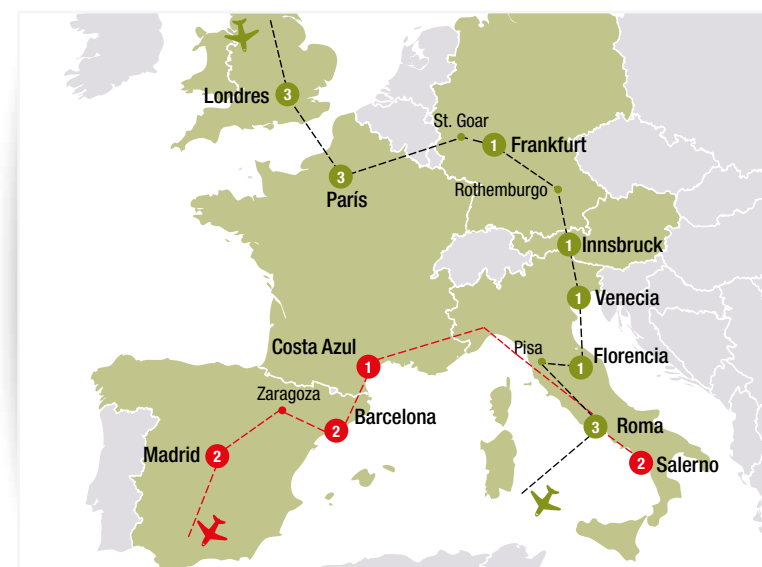 Londres
3
St. Goar
1
Frankfurt
3
París
Rothemburgo
1
Innsbruck
1
Venecia
Costa Azul
1
Pisa
1
Florencia
Zaragoza
2
Barcelona
3
Roma
Madrid
2
2
Salerno